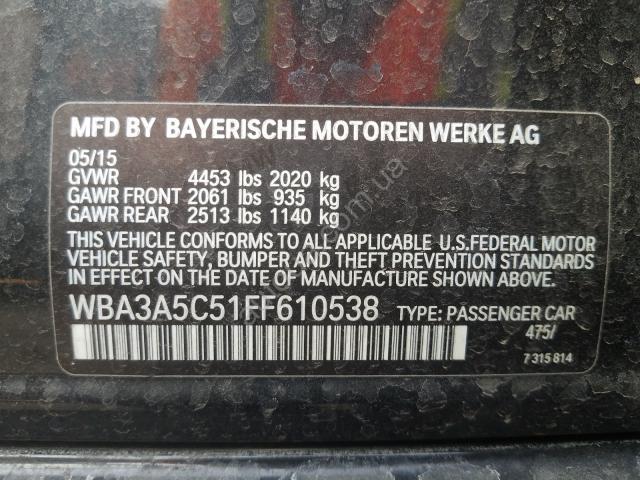 MFD BY BAYERISCHE MOTOREN WERKE AG
05/15
GVWR 4453 lbs 2020 kg
GAWR FRONT 2061 lbs 935 kg
GAWR REAR 2513 lbs 1140 kg
THIS VEHICLE CONFORMS TO ALL APPLICABLE U.S.FEDERAL MOTOR
VEHICLE SAFETY, BUMPER AND THEFT PREVENTION STANDARDS
IN EFFECT ON THE DATE OF MANUFACTURE SHOWN ABOVE.
WBA3A5C51FF610538 TYPE: PASSENGER CAR
475/
7 315 814